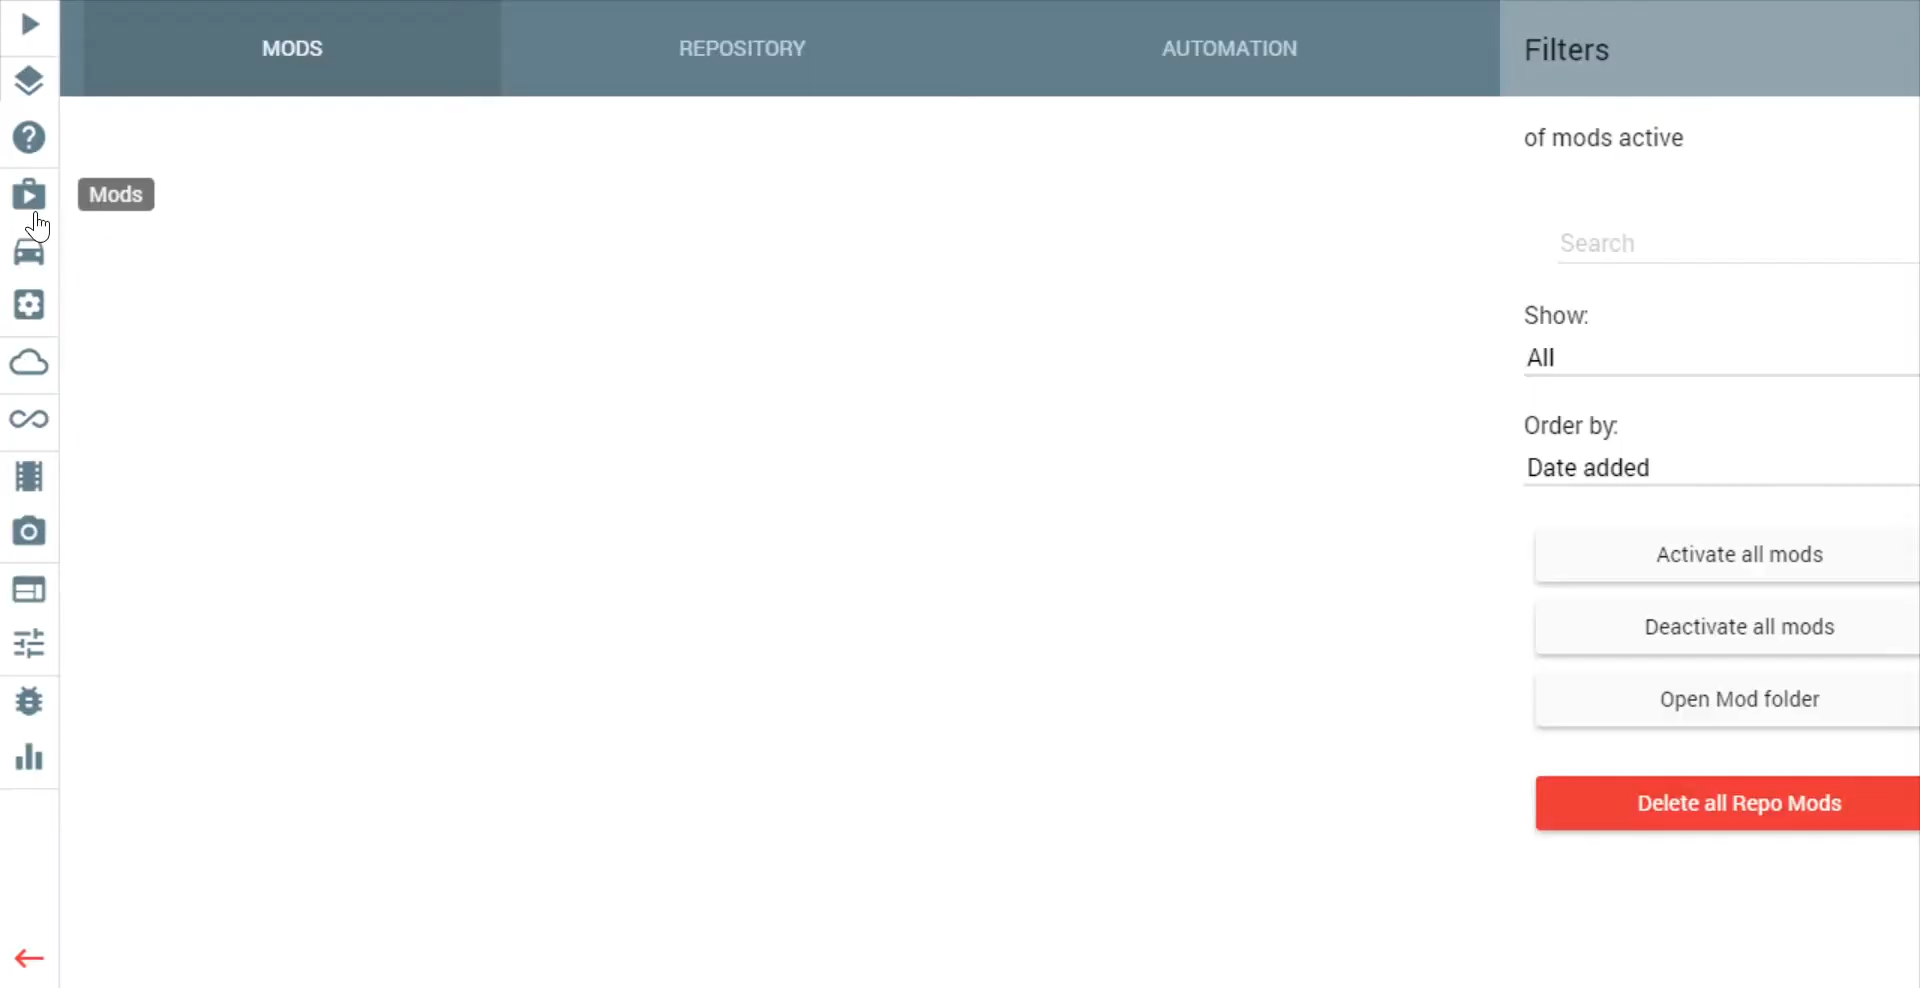 MODS
REPOSITORY
AUTOMATION
Filters
of mods active
Mods
Search
Show:
All
Order by:
Date added
Activate all mods
Deactivate all mods
Open Mod folder
Delete all Repo Mods